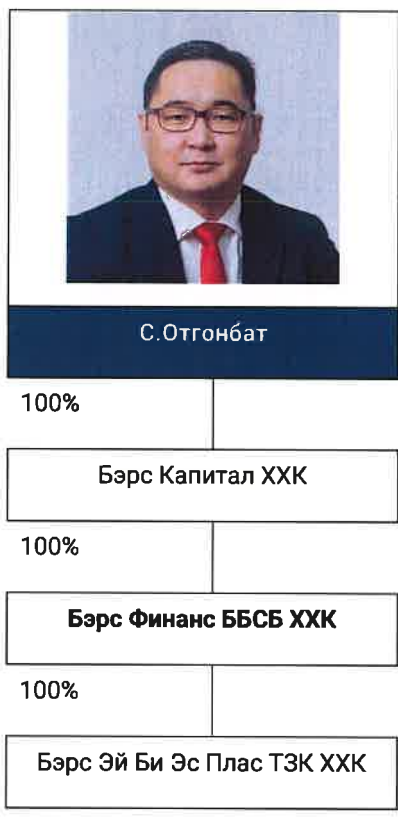 С.Отгонбат
100%
Бэрс Капитал ХХК
100%
Бэрс Финанс ББСБ ХХК
100%
Бэрс Эй Би Эс Плас ТЗК ХХК